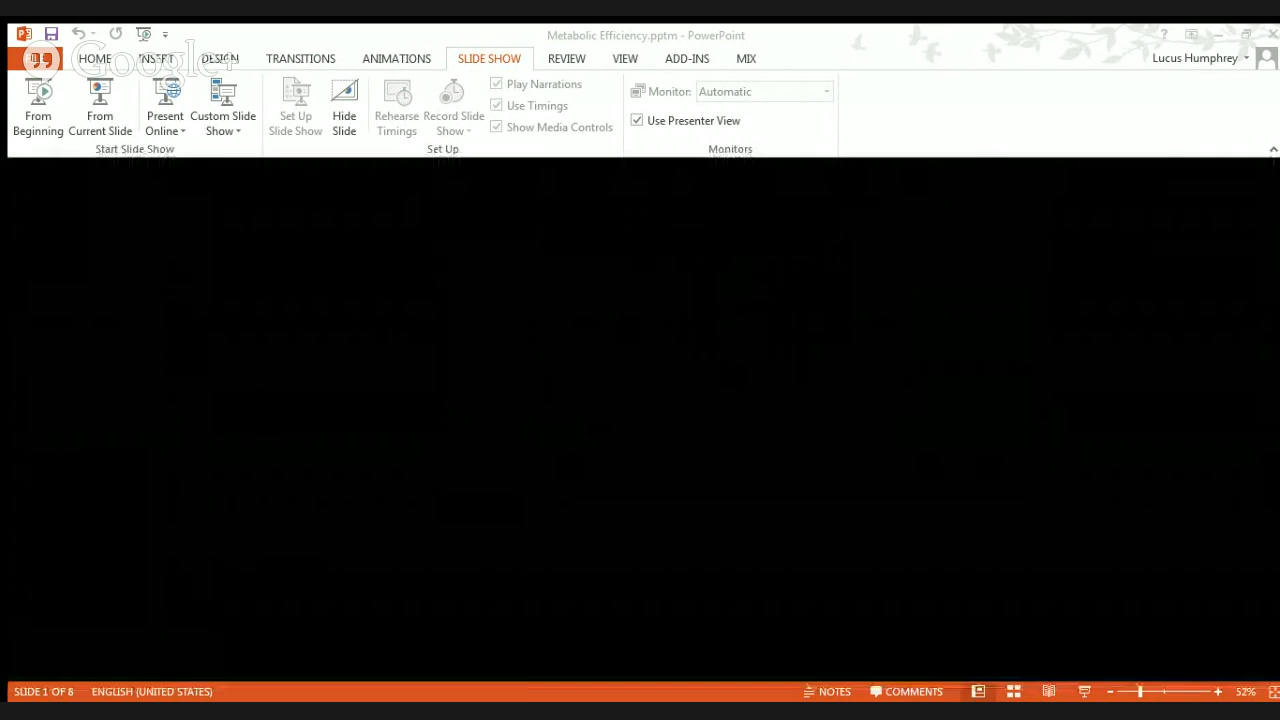 Metabolic Efficiency.pptm - PowerPoint
?
Google+
HOME INSERT DESIGN TRANSITIONS ANIMATIONS SLIDE SHOW REVIEW VIEW ADD-INS MIX
Lucus Humphrey
From Beginning
From Current Slide
Present Online
Custom Slide Show
Set Up Slide Show
Hide Slide
Rehearse Timings
Record Slide Show
Play Narrations
Use Timings
Show Media Controls
Monitor: Automatic
Use Presenter View
Start Slide Show
Set Up
Monitors
SLIDE 1 OF 8 ENGLISH (UNITED STATES)
NOTES COMMENTS
52%